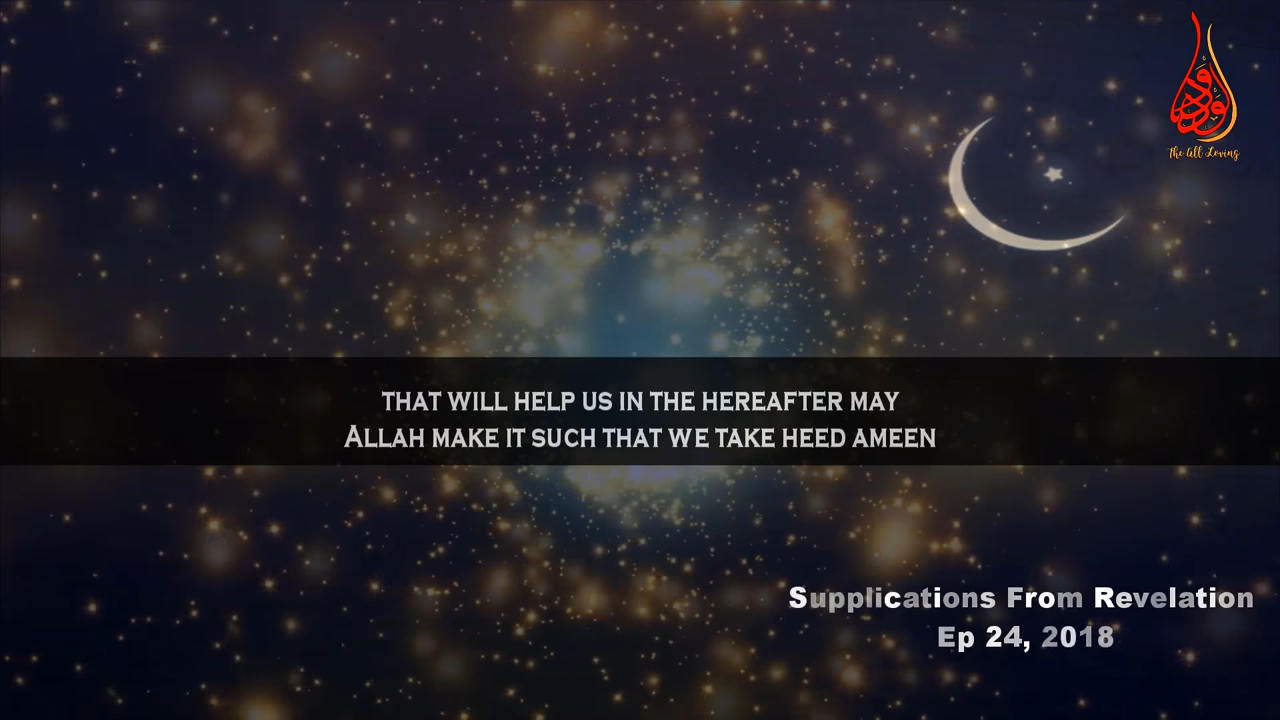 الودود
The All Loving
THAT WILL HELP US IN THE HEREAFTER MAY
ALLAH MAKE IT SUCH THAT WE TAKE HEED AMEEN
Supplications From Revelation
Ep 24, 2018